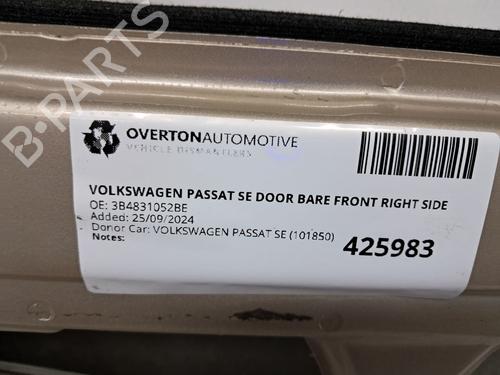 B-PARTS
OVERTONAUTOMOTIVE
VEHICLE DISMANTLERS
VOLKSWAGEN PASSAT SE DOOR BARE FRONT RIGHT SIDE
OE: 3B4831052BE
Added: 25/09/2024
Donor Car: VOLKSWAGEN PASSAT SE (101850)
Notes:
425983